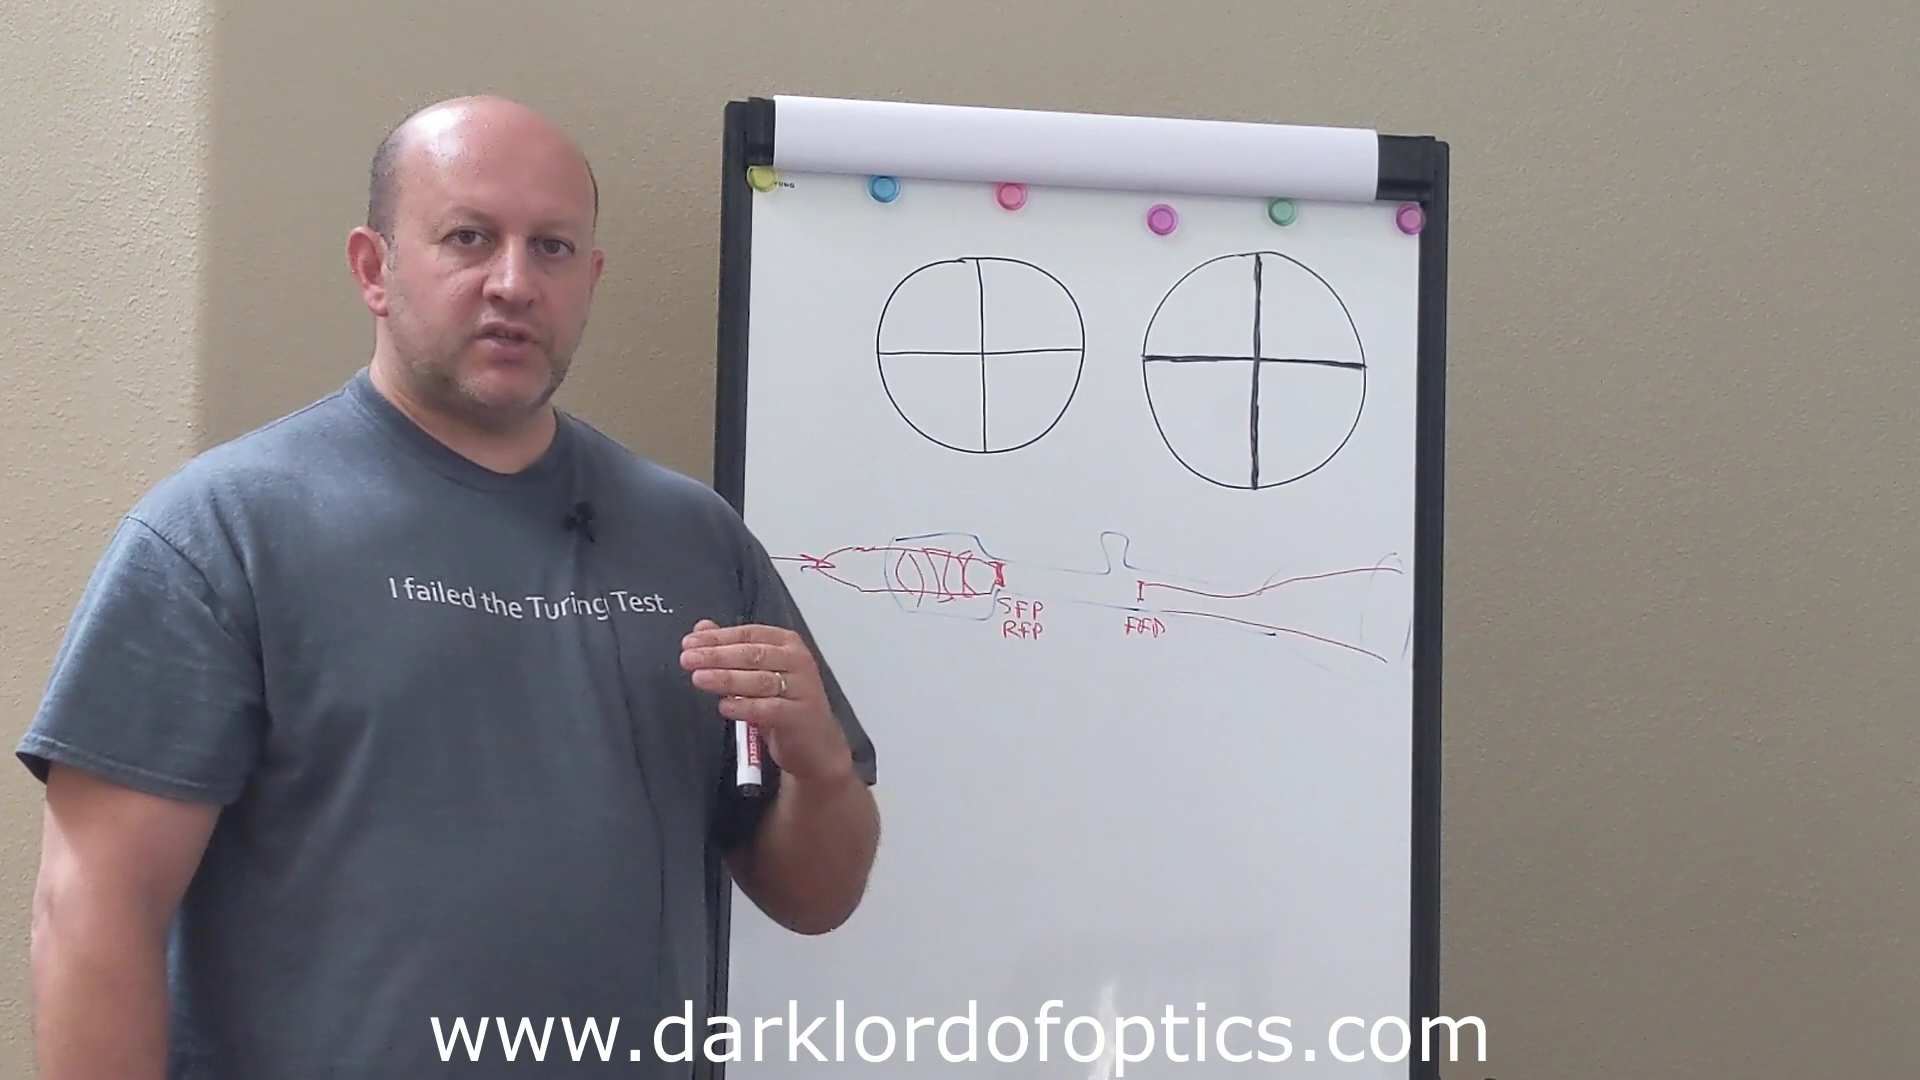 I failed the Turing Test.
SFP
RFP
FFP
www.darklordofoptics.com